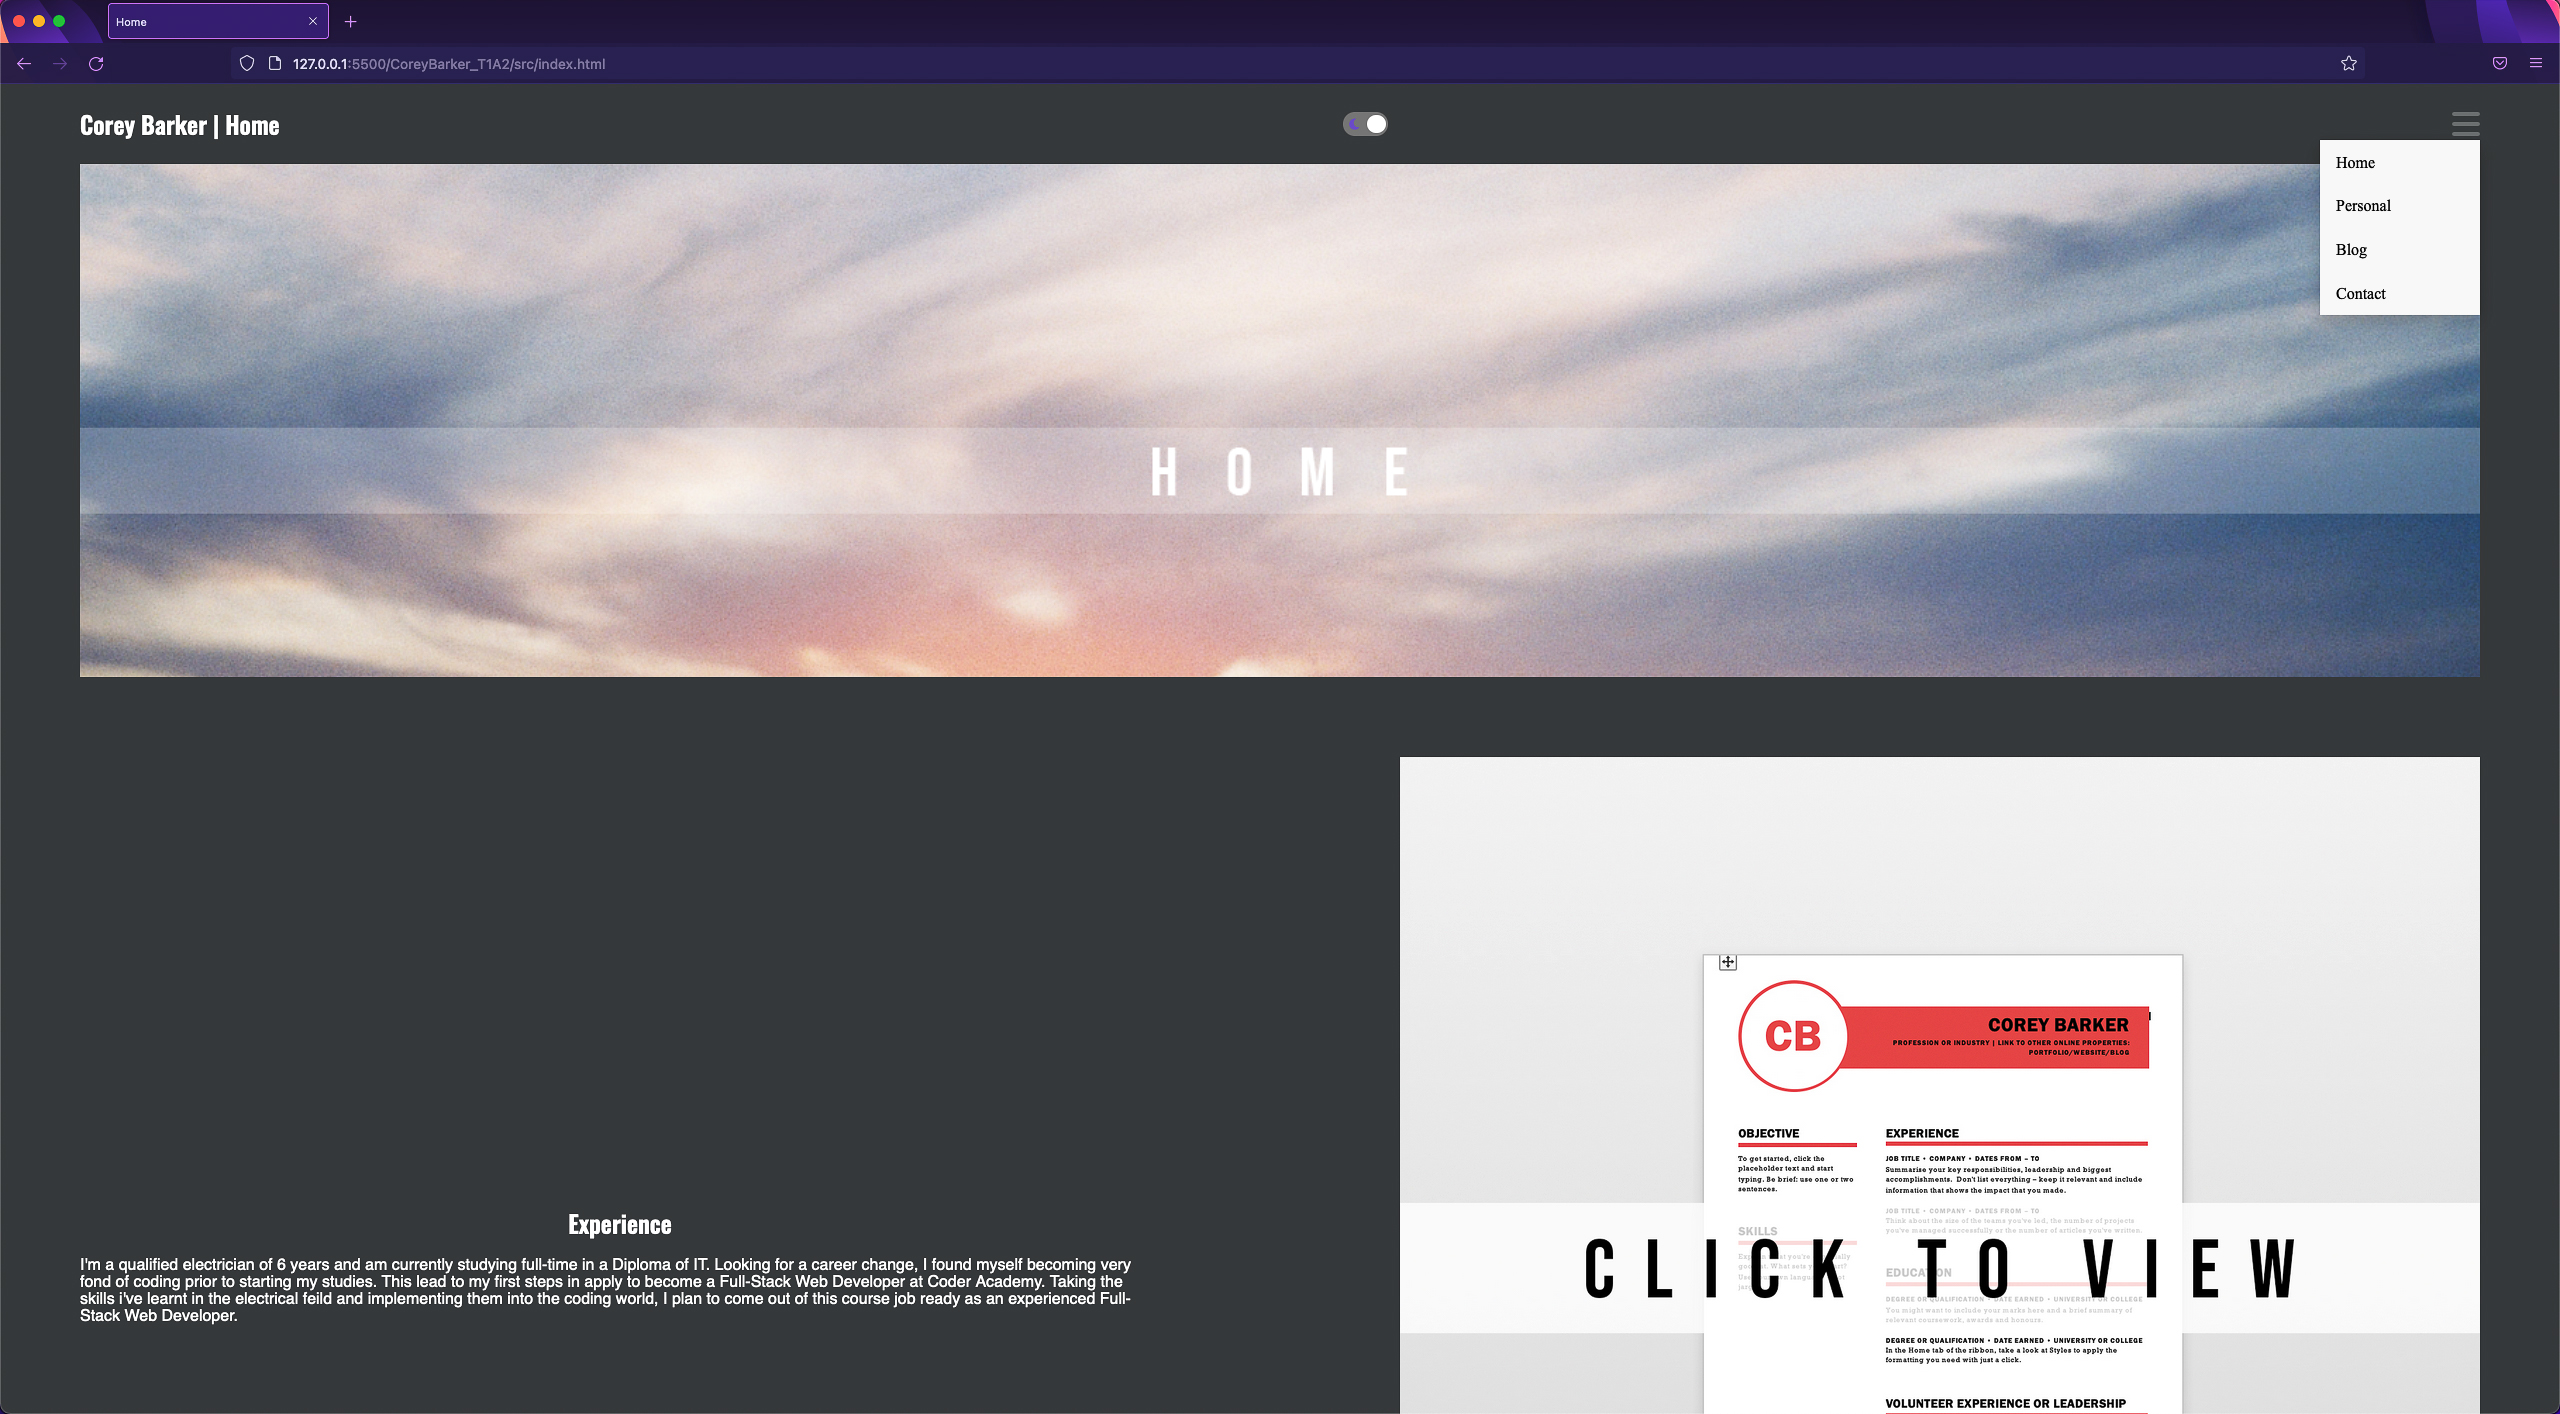 Home
127.0.0.1:5500/CoreyBarker_T1A2/src/index.html
Corey Barker | Home
Home
Personal
Blog
Contact
HOME
Experience
I'm a qualified electrician of 6 years and am currently studying full-time in a Diploma of IT. Looking for a career change, I found myself becoming very
fond of coding prior to starting my studies. This lead to my first steps in apply to become a Full-Stack Web Developer at Coder Academy. Taking the
skills i've learnt in the electrical feild and implementing them into the coding world, I plan to come out of this course job ready as an experienced Full-
Stack Web Developer.
CB
COREY BARKER
PROFESSION OR INDUSTRY | LINK TO OTHER ONLINE PROPERTIES:
PORTFOLIO/WEBSITE/BLOG
OBJECTIVE
To get started, click the
placeholder text and start
typing. Be brief: use one or two
sentences.
SKILLS
EXPERIENCE
JOB TITLE • COMPANY • DATES FROM – TO
Summarise your key responsibilities, leadership and biggest
accomplishments. Don't list everything – keep it relevant and include
information that shows the impact that you made.
JOB TITLE • COMPANY • DATES FROM – TO
Think about the size of the teams you've led, the number of projects
you've managed successfully or the number of articles you've written.
CLICK TO VIEW
EDUCATION
DEGREE OR QUALIFICATION • DATE EARNED • UNIVERSITY OR COLLEGE
You might want to include your marks here and a brief summary of
relevant coursework, awards and honours.
DEGREE OR QUALIFICATION • DATE EARNED • UNIVERSITY OR COLLEGE
In the Home tab of the ribbon, take a look at Styles to apply the
formatting you need with just a click.
VOLUNTEER EXPERIENCE OR LEADERSHIP